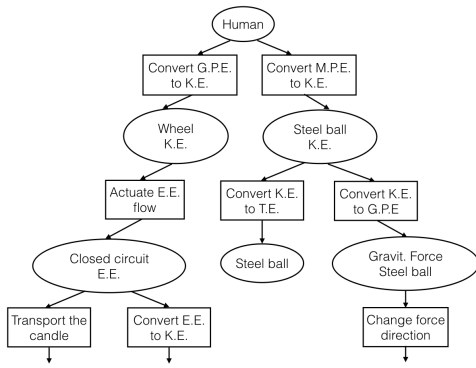 Human
Convert G.P.E.
to K.E.
Convert M.P.E.
to K.E.
Wheel
K.E.
Steel ball
K.E.
Actuate E.E.
flow
Convert K.E.
to T.E.
Convert K.E.
to G.P.E
Closed circuit
E.E.
Steel ball
Gravit. Force
Steel ball
Transport the
candle
Convert E.E.
to K.E.
Change force
direction